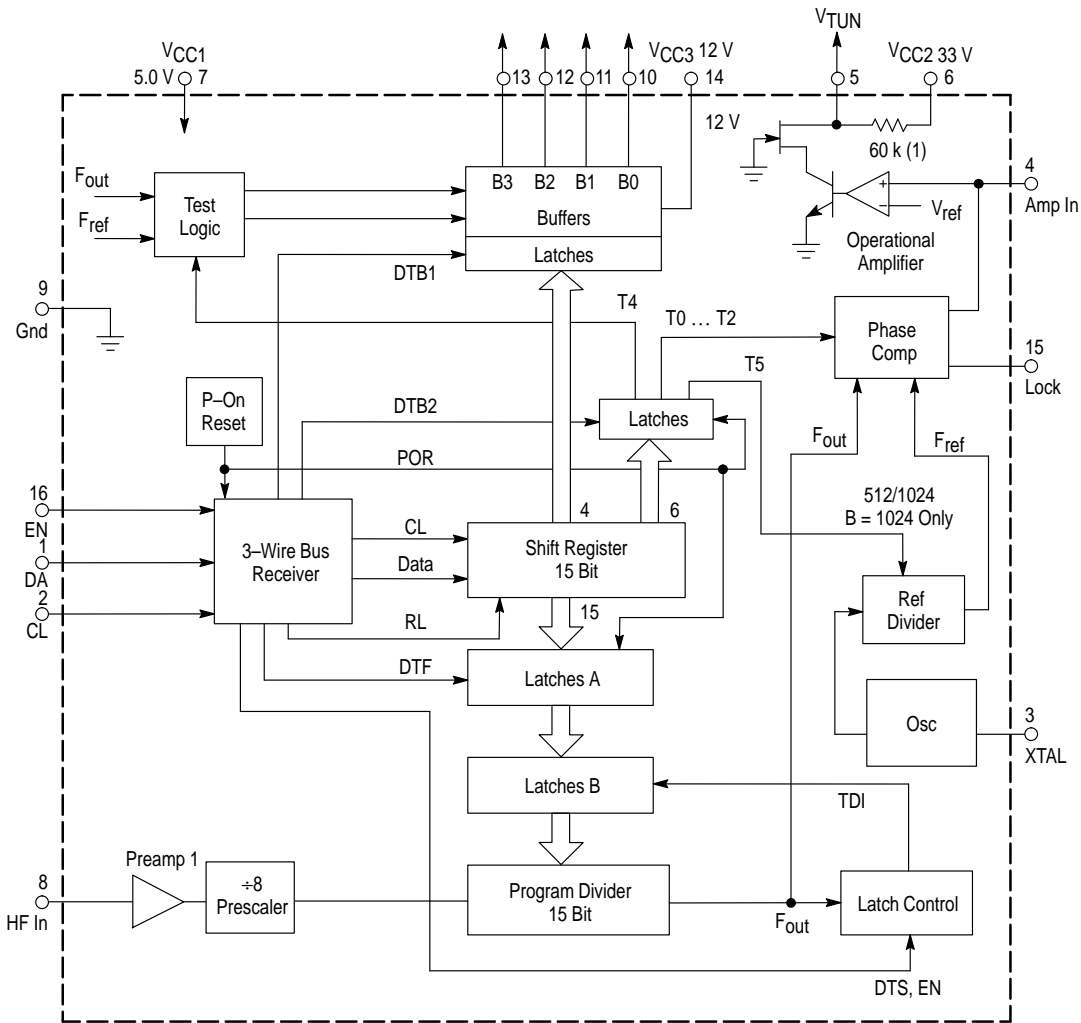 VTUN
VCC1
5.0 V
7
13
12
11
10
VCC3 12 V
14
5
VCC2 33 V
6
12 V
60 k (1)
4
Amp In
B3
B2
B1
B0
Buffers
Latches
Fout
Fref
Test
Logic
+
–
Vref
Operational
Amplifier
DTB1
9
Gnd
T4
T0 … T2
Phase
Comp
15
Lock
T5
P–On
Reset
DTB2
Latches
Fout
Fref
POR
16
EN
1
DA
2
CL
3–Wire Bus
Receiver
CL
Data
RL
DTF
4
6
Shift Register
15 Bit
15
512/1024
B = 1024 Only
Ref
Divider
Latches A
Osc
3
XTAL
Latches B
TDI
Preamp 1
8
HF In
÷8
Prescaler
Program Divider
15 Bit
Fout
Latch Control
DTS, EN